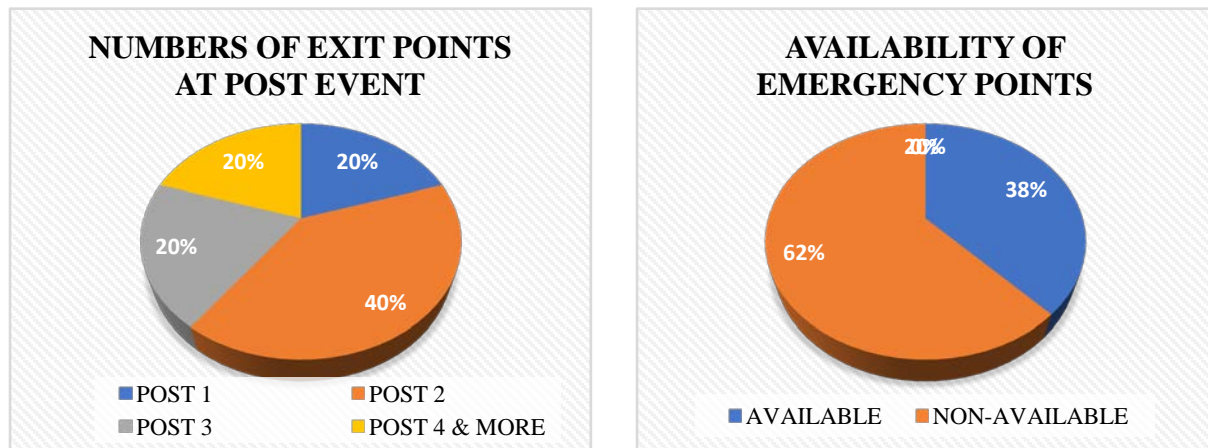 NUMBERS OF EXIT POINTS
AT POST EVENT
20%
20%
20%
40%
POST 1
POST 2
POST 3
POST 4 & MORE
AVAILABILITY OF
EMERGENCY POINTS
38%
62%
AVAILABLE
NON-AVAILABLE